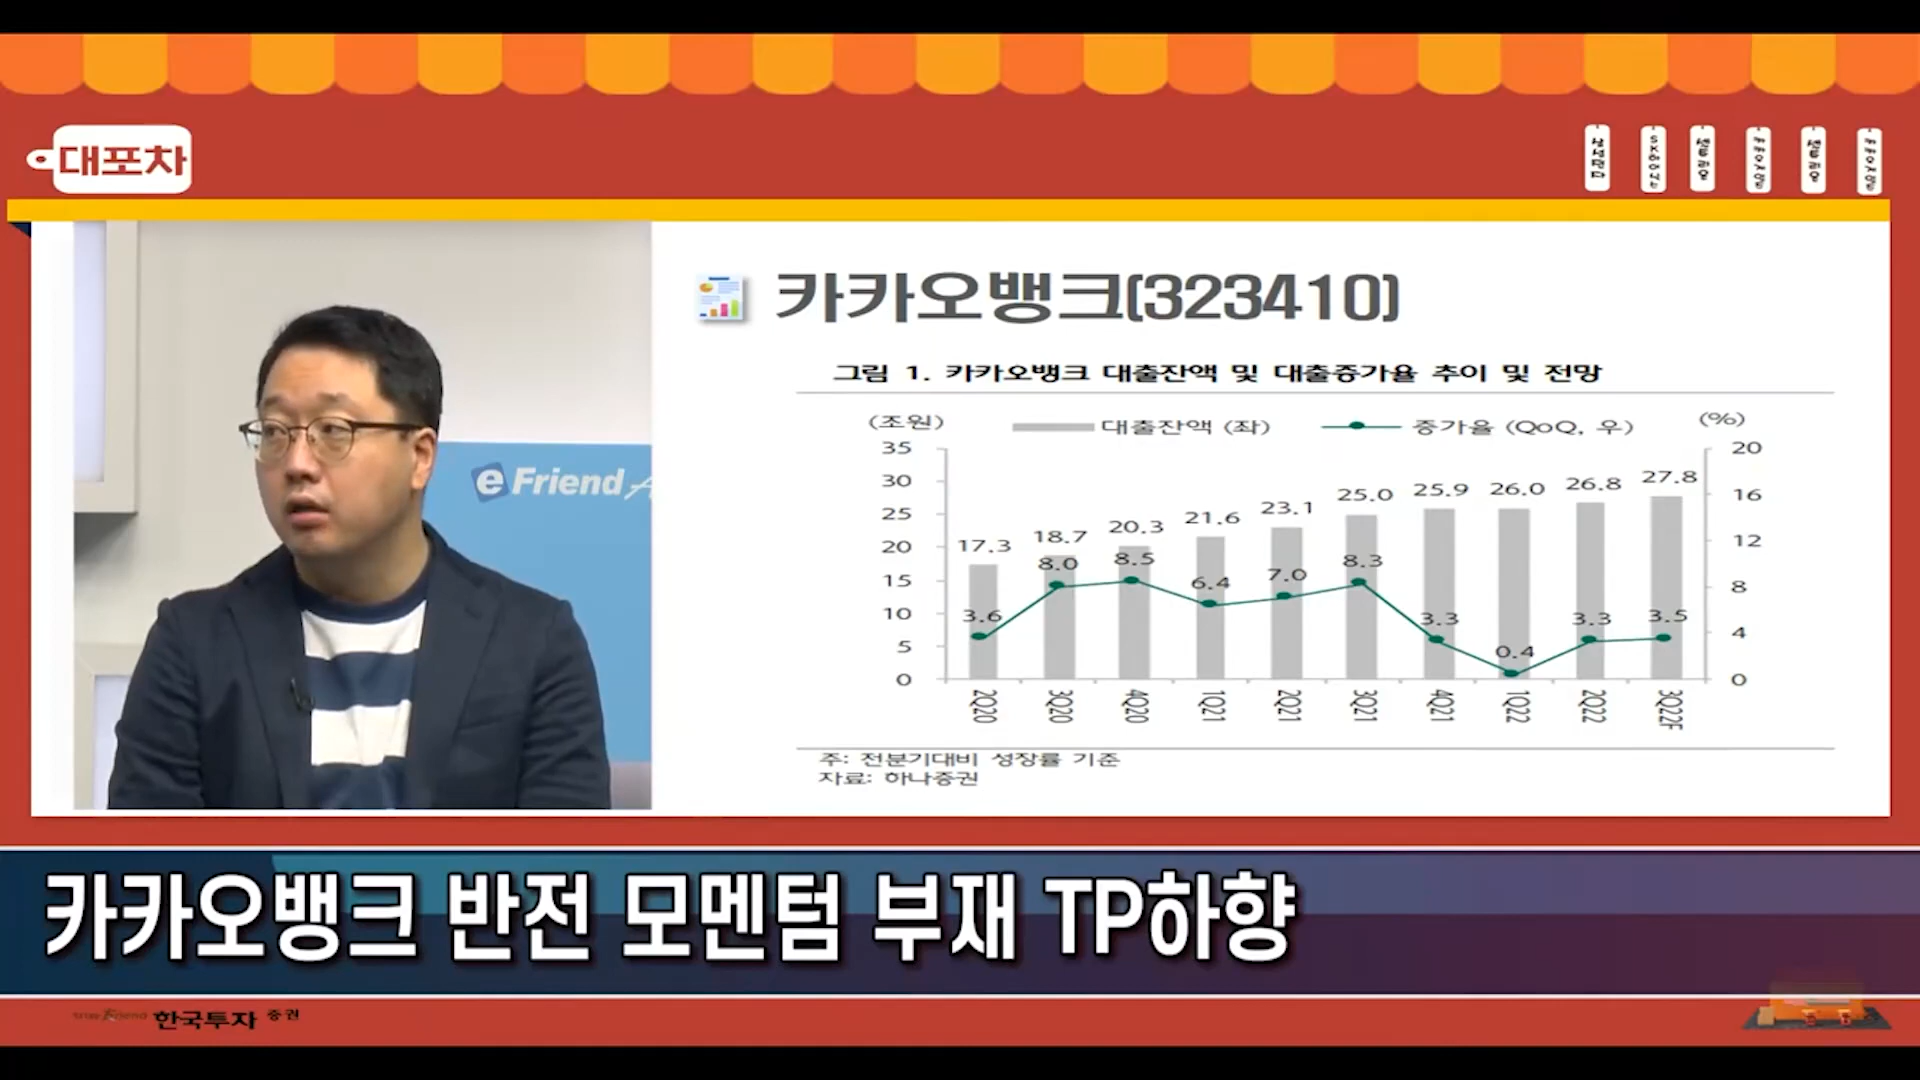 대포차
e Friend A
카카오뱅크(323410)
그림 1. 카카오뱅크 대출잔액 및 대출증가율 추이 및 전망
(조원) 대출잔액 (좌) 증가율 (QoQ, 우) (%)
35 20
30 16
25 12
20 8
15 4
10 0
5
0
17.3 18.7 20.3 21.6 23.1 25.0 25.9 26.0 26.8 27.8
3.6 8.0 8.5 6.4 7.0 8.3 3.3 0.4 3.3 3.5
2Q20 3Q20 4Q20 1Q21 2Q21 3Q21 4Q21 1Q22 2Q22 3Q22F
주: 전분기대비 성장률 기준
자료: 하나증권
카카오뱅크 반전 모멘텀 부재 TP하향
한국투자 증권